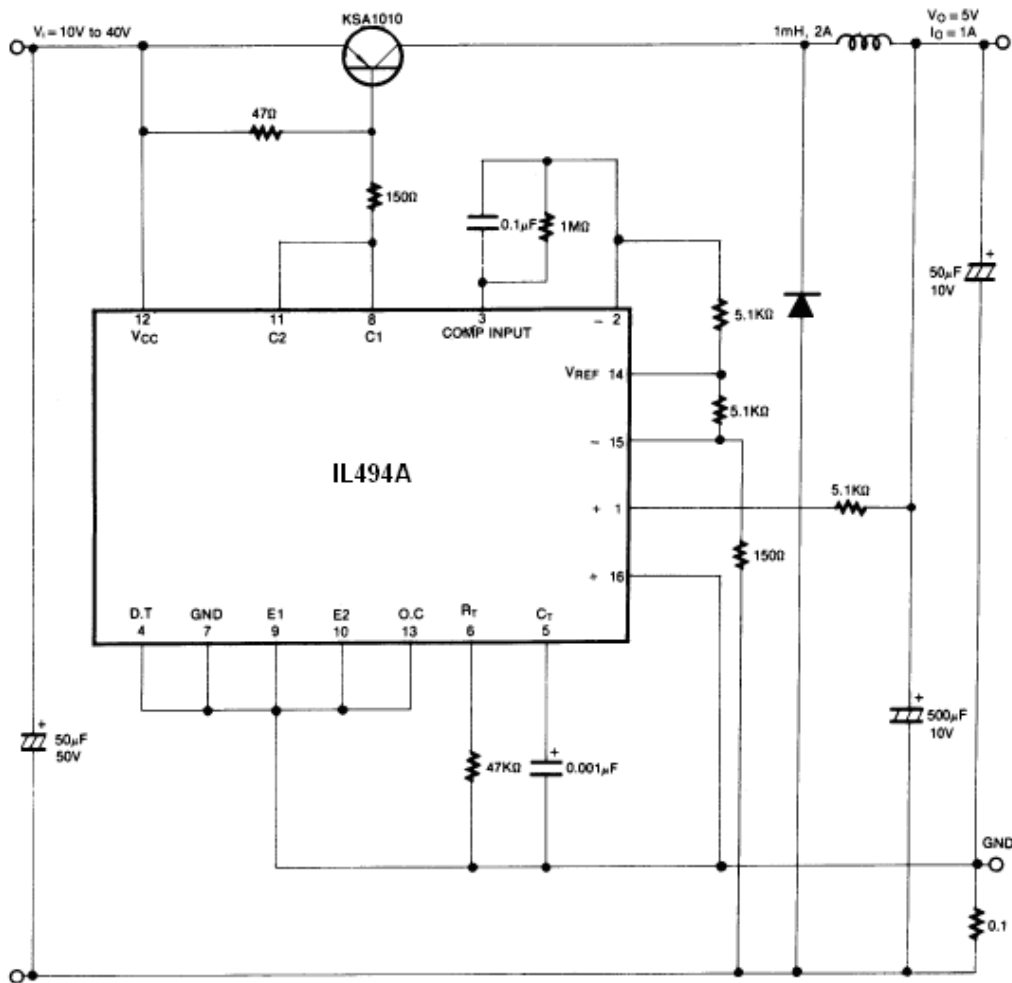 Vᵢ = 10V to 40V
KSA1010
1mH, 2A
V_O = 5V
I_O = 1A
47Ω
150Ω
0.1μF
1MΩ
50μF
10V
12
11
8
3
− 2
V_CC
C2
C1
COMP INPUT
5.1KΩ
V_REF 14
5.1KΩ
− 15
IL494A
5.1KΩ
+ 1
150Ω
+ 16
D.T
GND
E1
E2
O.C
R_T
C_T
4
7
9
10
13
6
5
+
50μF
50V
47KΩ
+
0.001μF
+
500μF
10V
+
GND
0.1